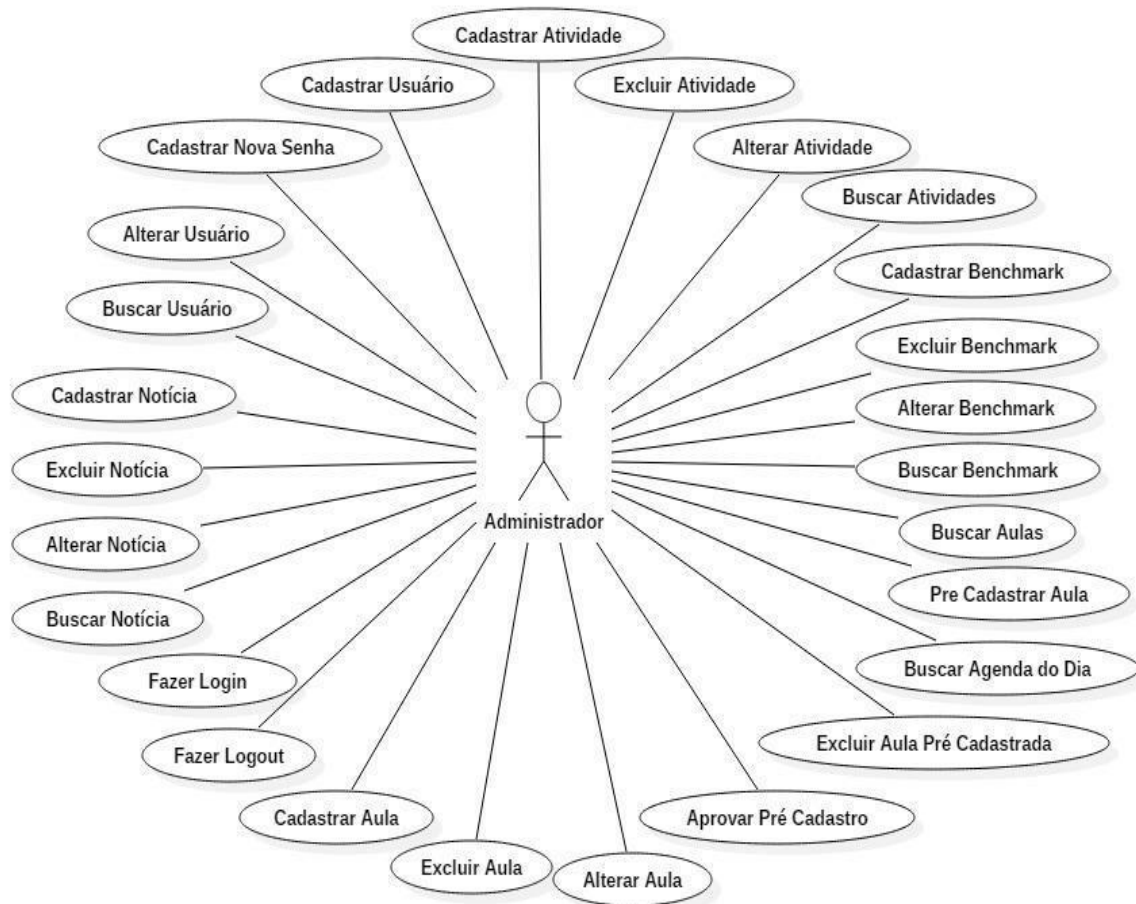 Cadastrar Atividade
Cadastrar Usuário
Excluir Atividade
Cadastrar Nova Senha
Alterar Atividade
Buscar Atividades
Alterar Usuário
Cadastrar Benchmark
Buscar Usuário
Excluir Benchmark
Cadastrar Notícia
Alterar Benchmark
Excluir Notícia
Buscar Benchmark
Administrador
Buscar Aulas
Alterar Notícia
Pre Cadastrar Aula
Buscar Notícia
Buscar Agenda do Dia
Fazer Login
Excluir Aula Pré Cadastrada
Fazer Logout
Cadastrar Aula
Aprovar Pré Cadastro
Excluir Aula
Alterar Aula